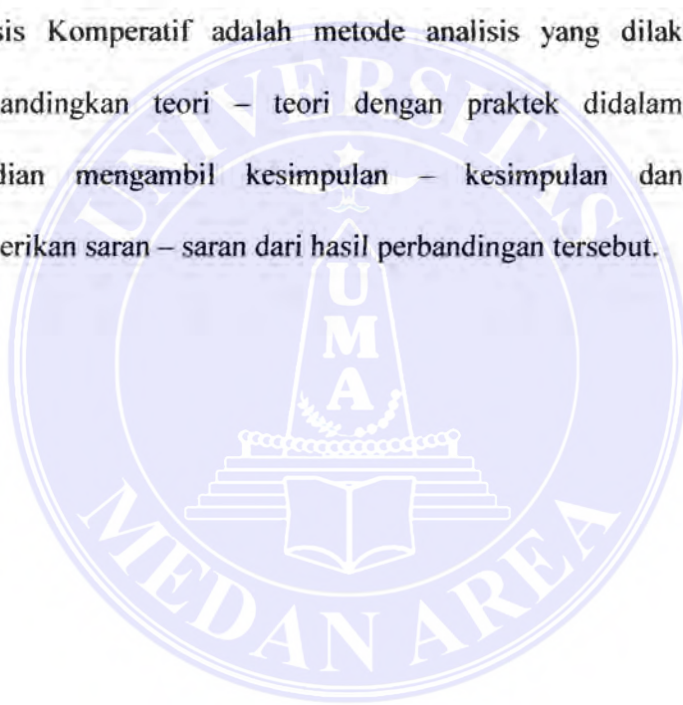 sis Komperatif adalah metode analisis yang dilak
andingkan teori – teori dengan praktek didalam
dian mengambil kesimpulan – kesimpulan dan
erikan saran – saran dari hasil perbandingan tersebut.
UNIVERSITAS
U
M
A
MEDAN AREA